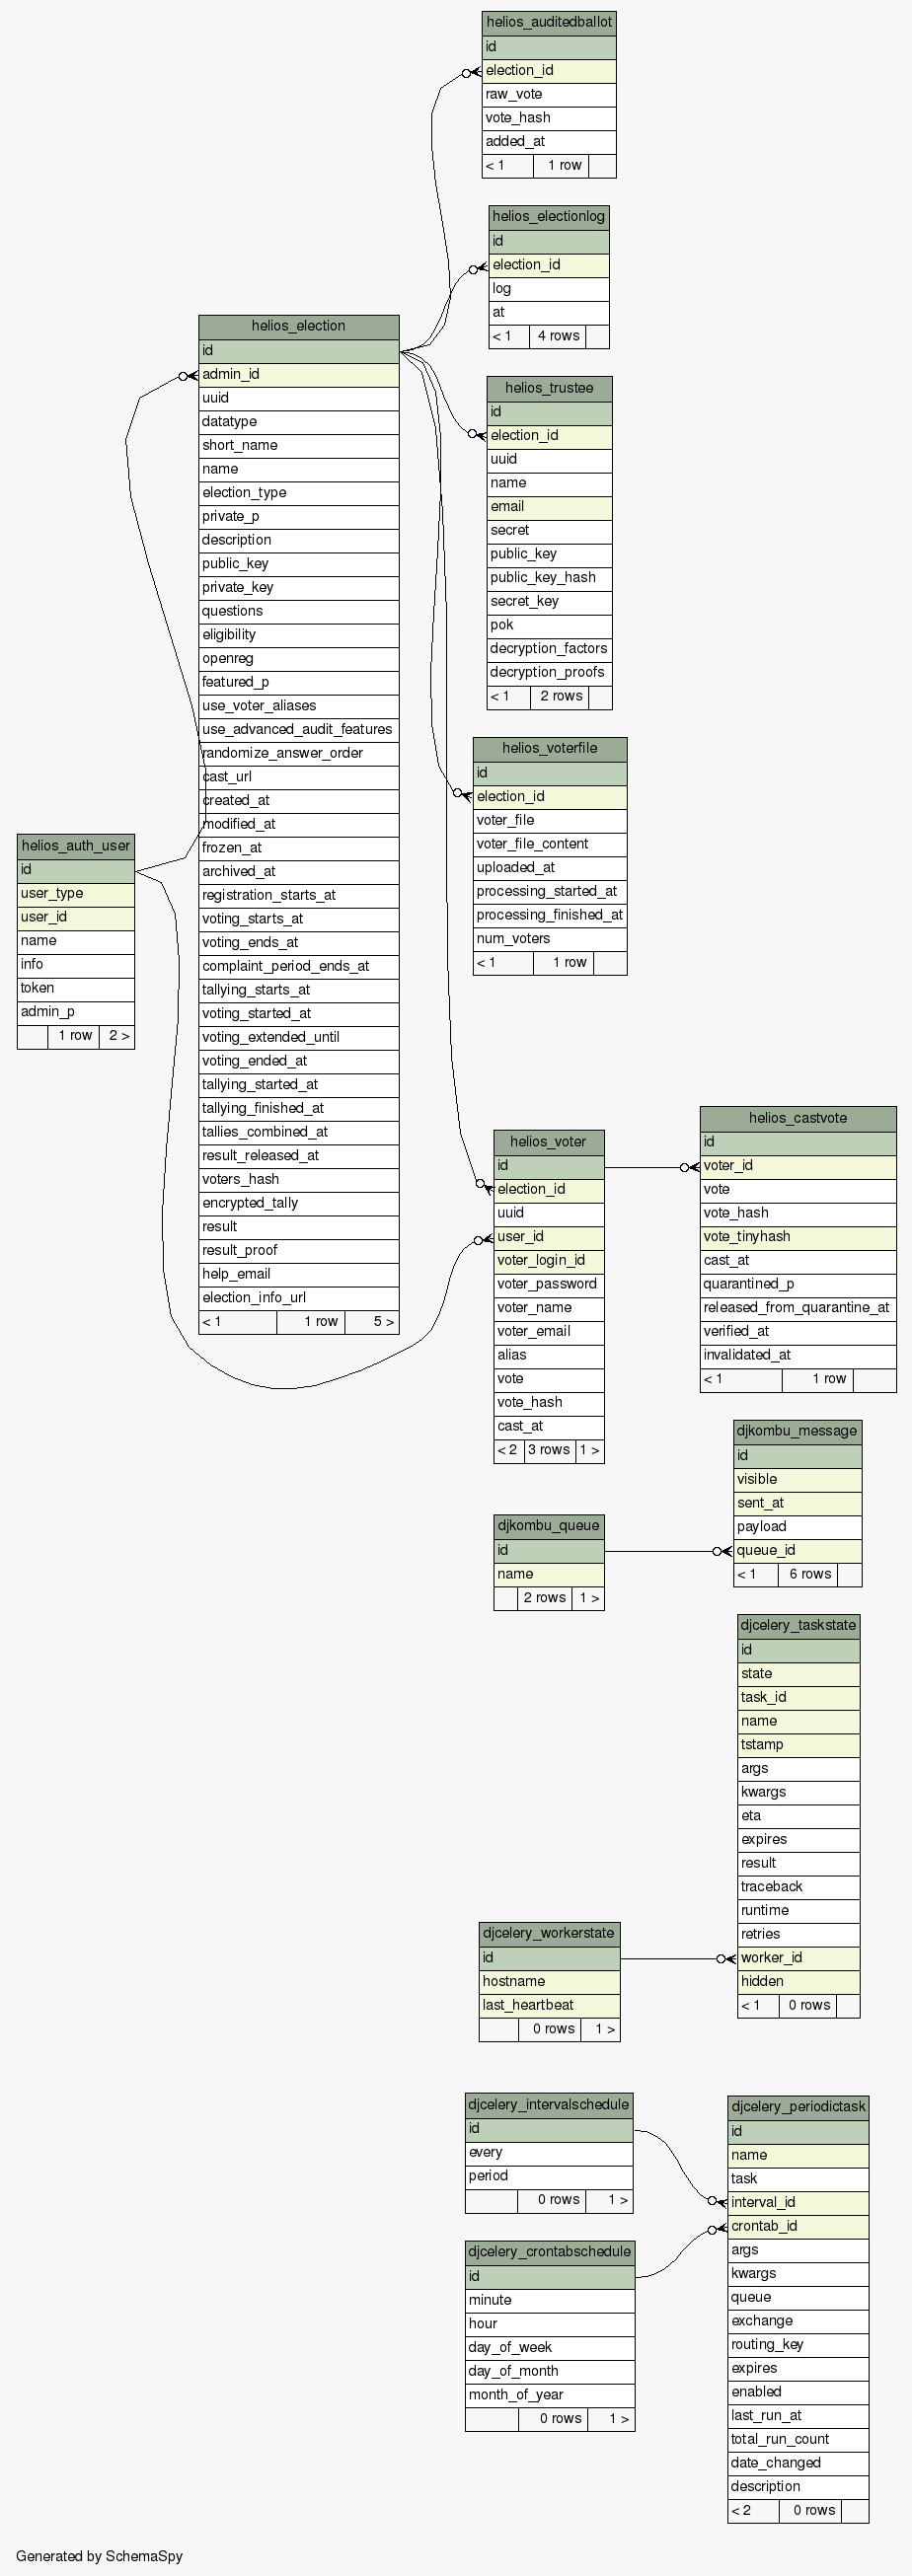 helios_auditedballot
id
election_id
raw_vote
vote_hash
added_at
< 1 1 row
helios_electionlog
id
election_id
log
at
< 1 4 rows
helios_election
id
admin_id
uuid
datatype
short_name
name
election_type
private_p
description
public_key
private_key
questions
eligibility
openreg
featured_p
use_voter_aliases
use_advanced_audit_features
randomize_answer_order
cast_url
created_at
modified_at
frozen_at
archived_at
registration_starts_at
voting_starts_at
voting_ends_at
complaint_period_ends_at
tallying_starts_at
voting_started_at
voting_extended_until
voting_ended_at
tallying_started_at
tallying_finished_at
tallies_combined_at
result_released_at
voters_hash
encrypted_tally
result
result_proof
help_email
election_info_url
< 1 1 row 5 >
helios_trustee
id
election_id
uuid
name
email
secret
public_key
public_key_hash
secret_key
pok
decryption_factors
decryption_proofs
< 1 2 rows
helios_voterfile
id
election_id
voter_file
voter_file_content
uploaded_at
processing_started_at
processing_finished_at
num_voters
< 1 1 row
helios_auth_user
id
user_type
user_id
name
info
token
admin_p
1 row 2 >
helios_voter
id
election_id
uuid
user_id
voter_login_id
voter_password
voter_name
voter_email
alias
vote
vote_hash
cast_at
< 2 3 rows 1 >
helios_castvote
id
voter_id
vote
vote_hash
vote_tinyhash
cast_at
quarantined_p
released_from_quarantine_at
verified_at
invalidated_at
< 1 1 row
djkombu_message
id
visible
sent_at
payload
queue_id
< 1 6 rows
djkombu_queue
id
name
2 rows 1 >
djcelery_taskstate
id
state
task_id
name
tstamp
args
kwargs
eta
expires
result
traceback
runtime
retries
worker_id
hidden
< 1 0 rows
djcelery_workerstate
id
hostname
last_heartbeat
0 rows 1 >
djcelery_intervalschedule
id
every
period
0 rows 1 >
djcelery_periodictask
id
name
task
interval_id
crontab_id
args
kwargs
queue
exchange
routing_key
expires
enabled
last_run_at
total_run_count
date_changed
description
< 2 0 rows
djcelery_crontabschedule
id
minute
hour
day_of_week
day_of_month
month_of_year
0 rows 1 >
Generated by SchemaSpy